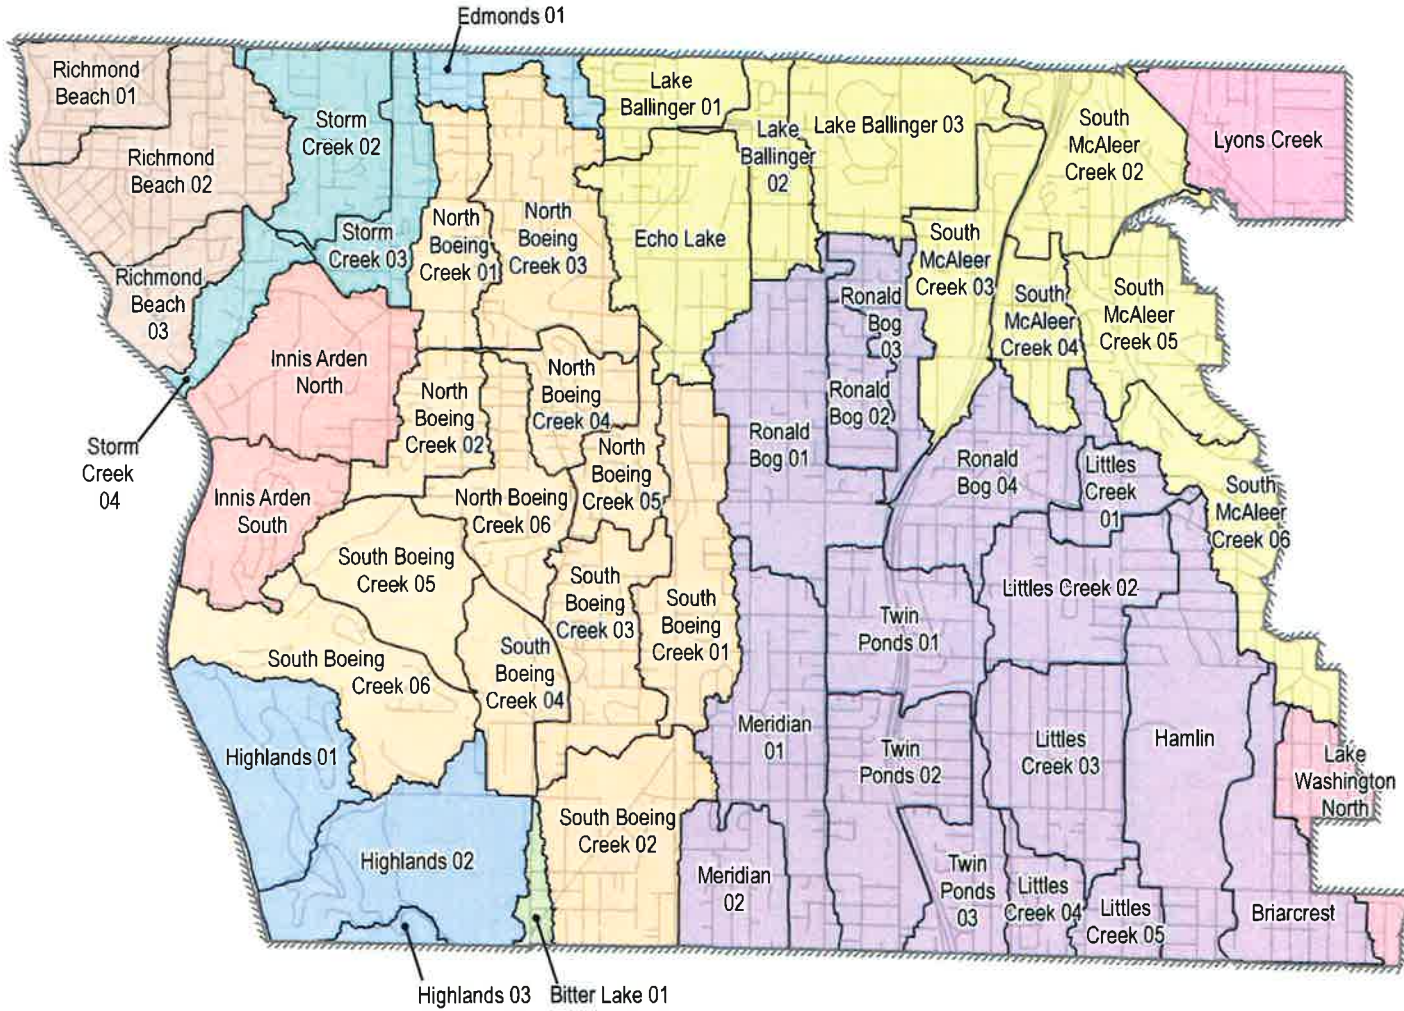 Edmonds 01
Richmond
Beach 01
Storm
Creek 02
Lake
Ballinger 01
Lake
Ballinger
02
Lake Ballinger 03
South
McAleer
Creek 02
Lyons Creek
Richmond
Beach 02
Storm
Creek 03
North
Boeing
Creek 01
North
Boeing
Creek 03
Echo Lake
South
McAleer
Creek 03
Richmond
Beach
03
Ronald
Bog
03
South
McAleer
Creek 04
South
McAleer
Creek 05
Innis Arden
North
North
Boeing
Creek 02
North
Boeing
Creek 04
Ronald
Bog 02
Storm
Creek
04
North
Boeing
Creek 05
Ronald
Bog 01
Ronald
Bog 04
Littles
Creek
01
South
McAleer
Creek 06
Innis Arden
South
North Boeing
Creek 06
South Boeing
Creek 05
South
Boeing
Creek 03
South
Boeing
Creek 01
Littles Creek 02
Twin
Ponds 01
South Boeing
Creek 06
South
Boeing
Creek 04
Highlands 01
Meridian
01
Twin
Ponds 02
Littles
Creek 03
Hamlin
Lake
Washington
North
South Boeing
Creek 02
Highlands 02
Meridian
02
Twin
Ponds
03
Littles
Creek 04
Littles
Creek 05
Briarcrest
Highlands 03
Bitter Lake 01